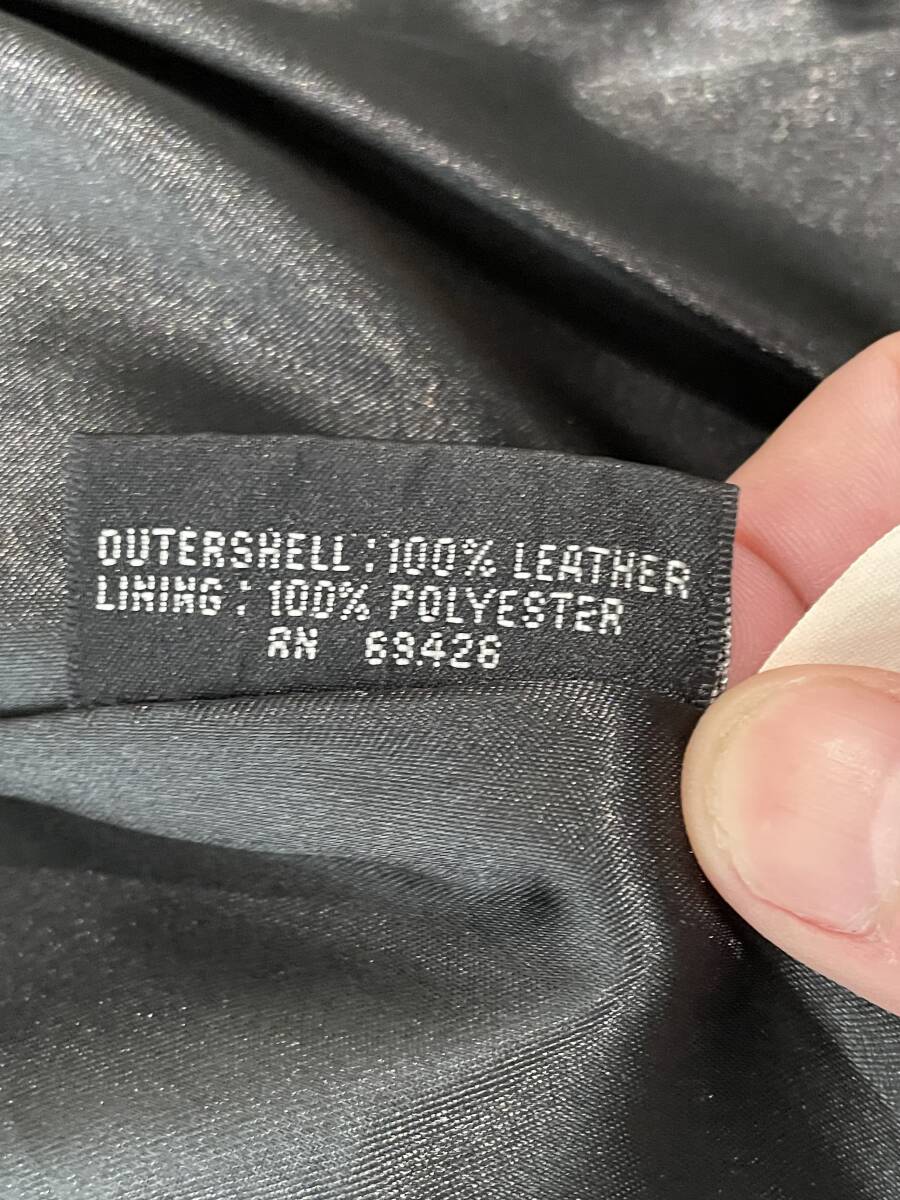 OUTERSHELL : 100% LEATHER
LINING : 100% POLYESTER
RN 69426